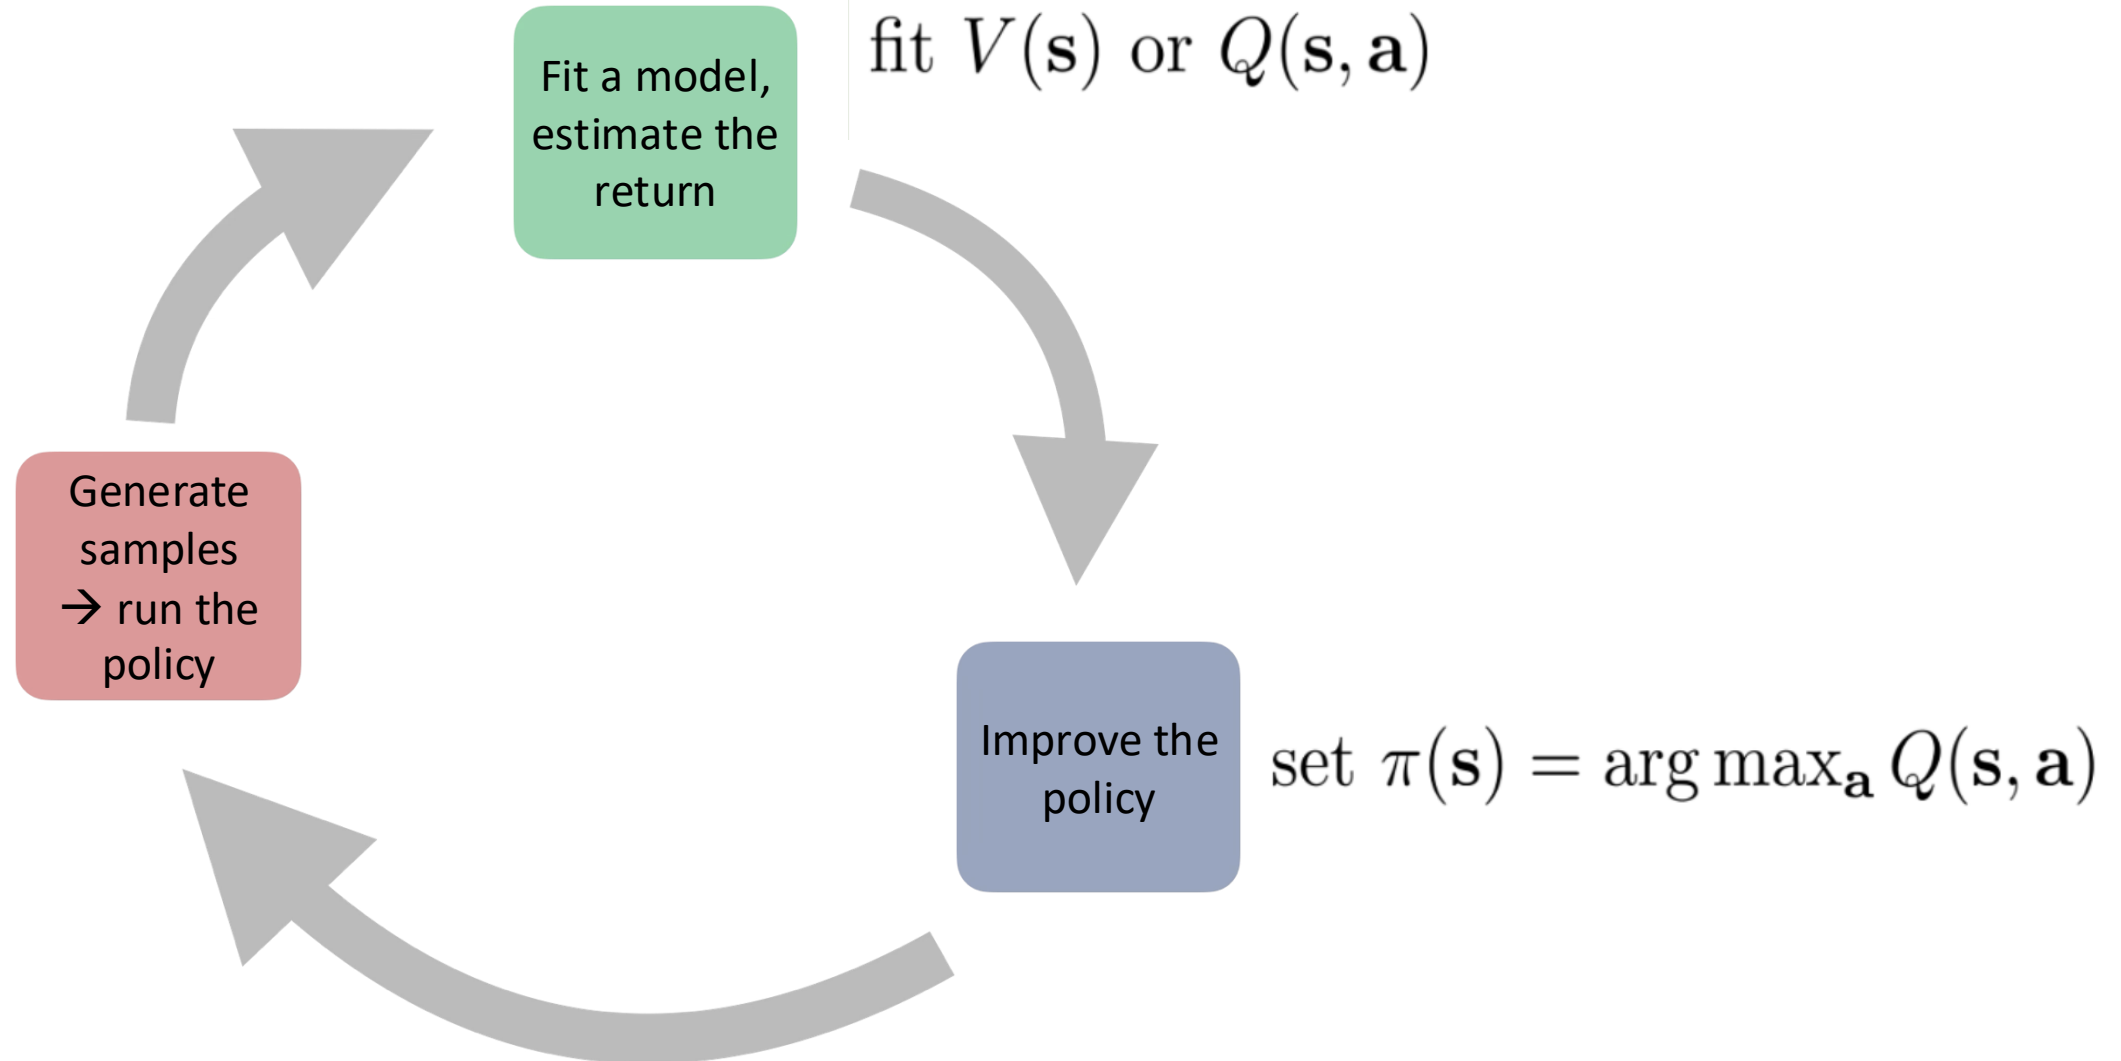 Fit a model,
estimate the
return
fit V(s) or Q(s, a)
Generate
samples
→ run the
policy
Improve the
policy
set π(s) = arg maxₐ Q(s, a)